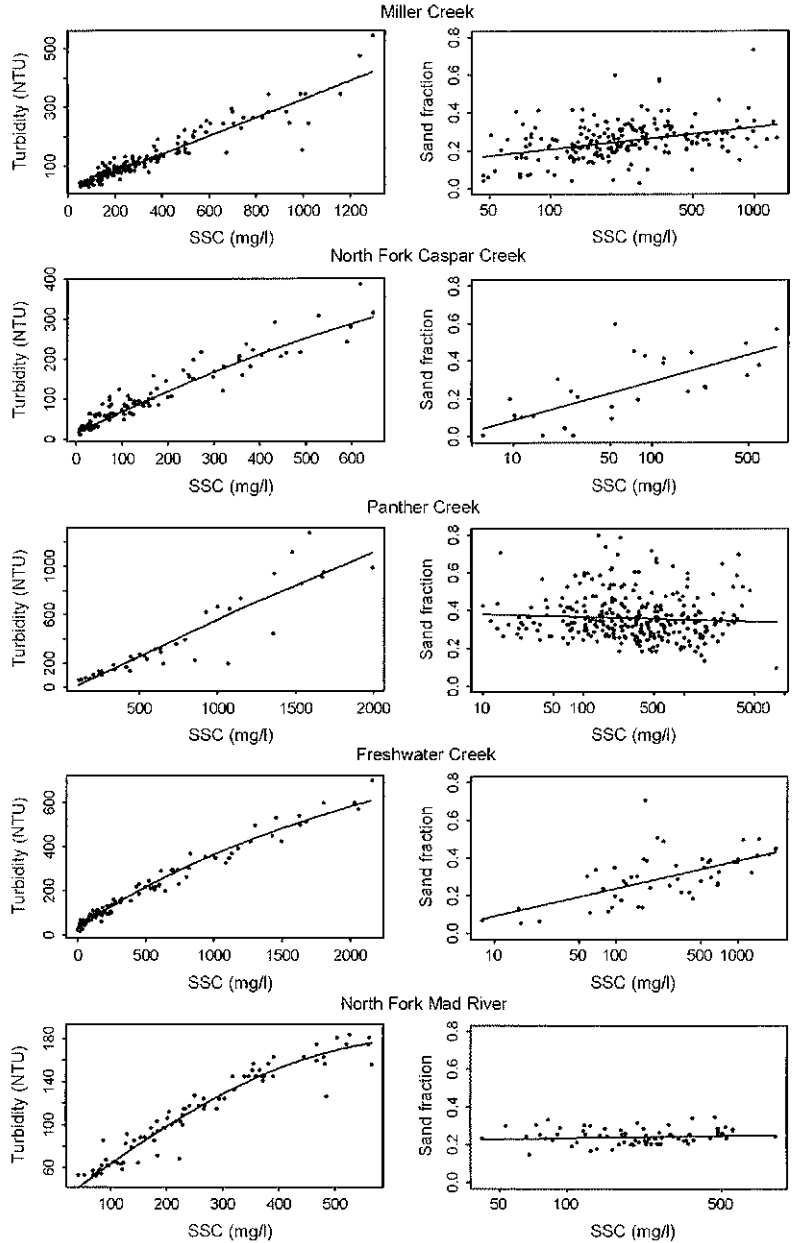 Miller Creek
Turbidity (NTU)
100 300 500
0 200 400 600 800 1000 1200
SSC (mg/l)
Sand fraction
0.0 0.2 0.4 0.6 0.8
50 100 500 1000
SSC (mg/l)
North Fork Caspar Creek
Turbidity (NTU)
0 100 200 300 400
0 100 200 300 400 500 600
SSC (mg/l)
Sand fraction
0.0 0.2 0.4 0.6 0.8
10 50 100 500
SSC (mg/l)
Panther Creek
Turbidity (NTU)
0 200 600 1000
500 1000 1500 2000
SSC (mg/l)
Sand fraction
0.0 0.2 0.4 0.6 0.8
10 50 100 500 5000
SSC (mg/l)
Freshwater Creek
Turbidity (NTU)
0 200 400 600
0 500 1000 1500 2000
SSC (mg/l)
Sand fraction
0.0 0.2 0.4 0.6 0.8
10 50 100 500 1000
SSC (mg/l)
North Fork Mad River
Turbidity (NTU)
60 100 140 180
100 200 300 400 500
SSC (mg/l)
Sand fraction
0.0 0.2 0.4 0.6 0.8
50 100 500
SSC (mg/l)